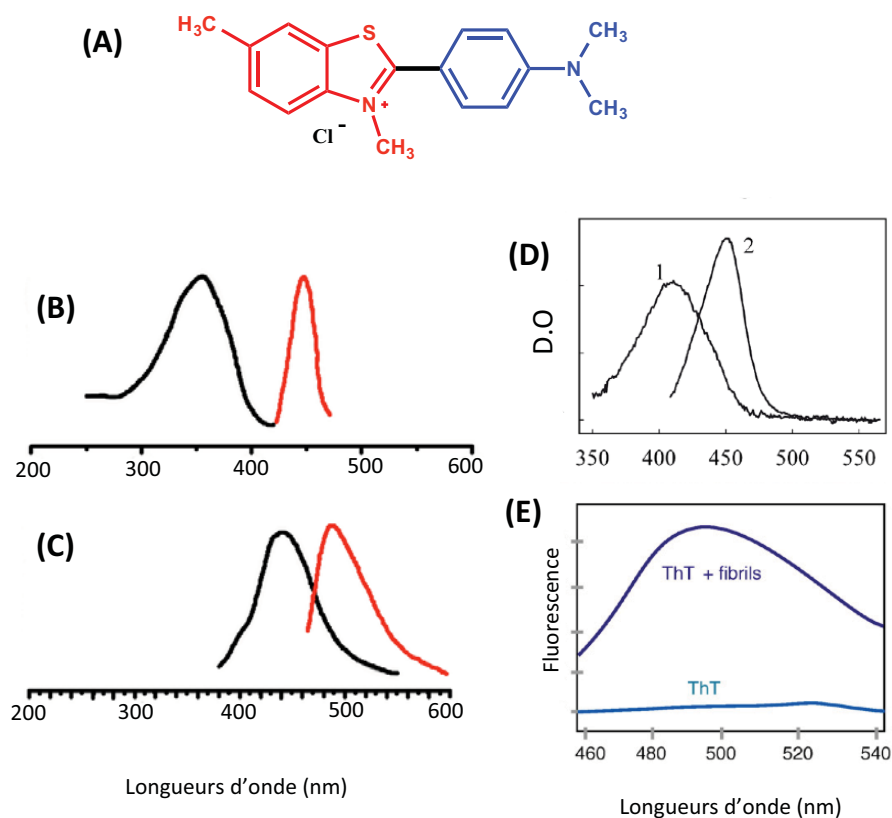 (A)
H₃C
S
N
+
CH₃
Cl -
N
CH₃
CH₃
(B)
200 300 400 500 600
(C)
200 300 400 500 600
Longueurs d’onde (nm)
(D)
D.O
1
2
350 400 450 500 550
(E)
Fluorescence
ThT + fibrils
ThT
460 480 500 520 540
Longueurs d’onde (nm)